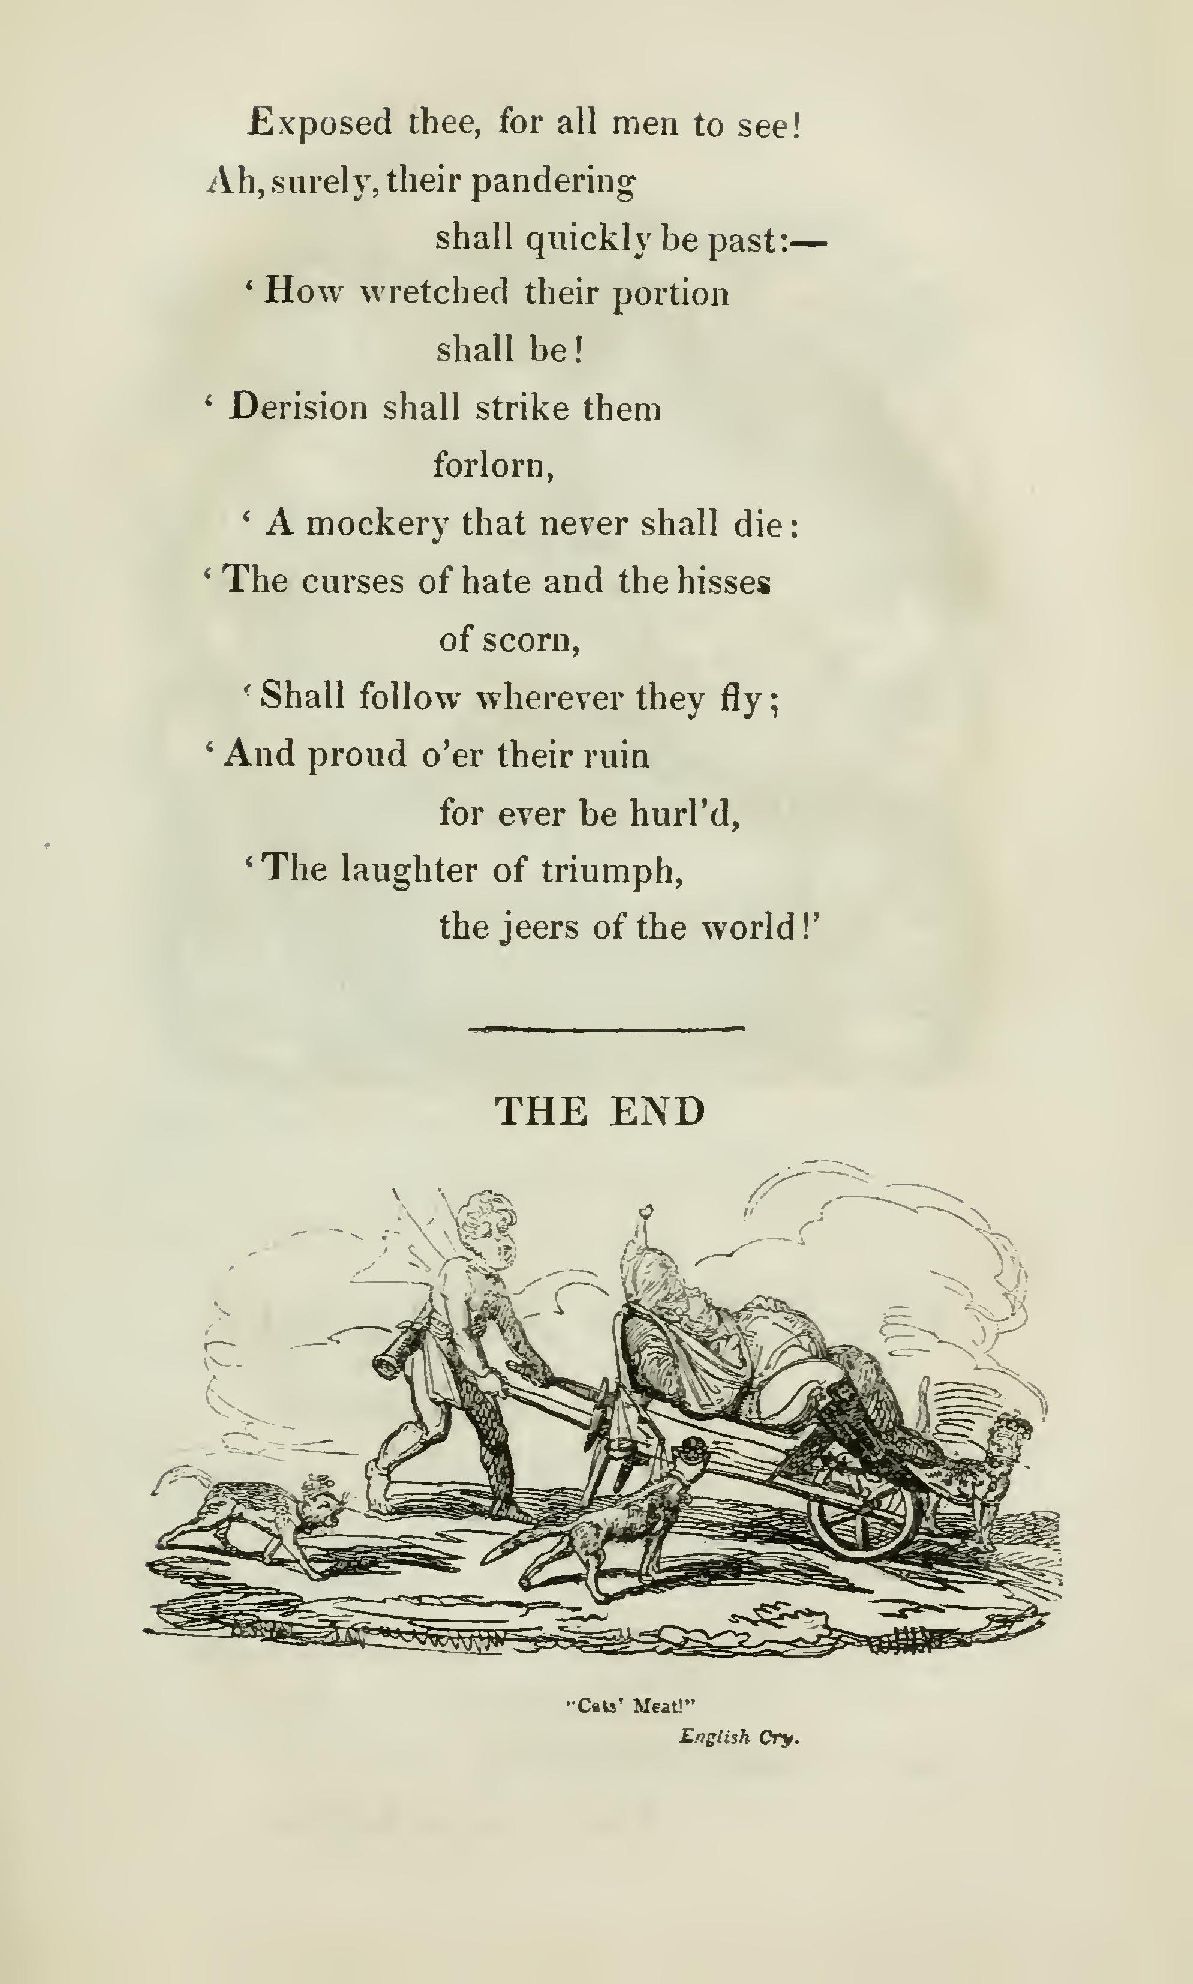 Exposed thee, for all men to see!
Ah, surely, their pandering
shall quickly be past:—
‘ How wretched their portion
shall be!
‘ Derision shall strike them
forlorn,
‘ A mockery that never shall die:
‘ The curses of hate and the hisses
of scorn,
‘ Shall follow wherever they fly;
‘ And proud o’er their ruin
for ever be hurl’d,
‘ The laughter of triumph,
the jeers of the world!’
THE END
"Cats' Meat!"
English Cry.